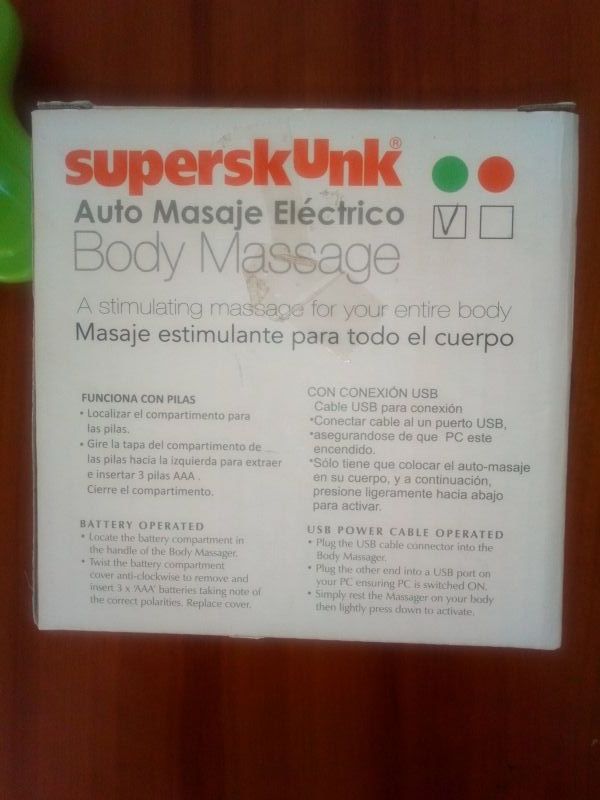 superskUnk®
Auto Masaje Eléctrico
Body Massage
A stimulating massage for your entire body
Masaje estimulante para todo el cuerpo
FUNCIONA CON PILAS
• Localizar el compartimento para
las pilas.
• Gire la tapa del compartimento de
las pilas hacia la izquierda para extraer
e insertar 3 pilas AAA .
Cierre el compartimento.
BATTERY OPERATED
• Locate the battery compartment in
the handle of the Body Massager.
• Twist the battery compartment
cover anti-clockwise to remove and
insert 3 x 'AAA' batteries taking note of
the correct polarities. Replace cover.
CON CONEXIÓN USB
Cable USB para conexión
*Conectar cable al un puerto USB,
*asegurandose de que PC este
encendido.
*Sólo tiene que colocar el auto-masaje
en su cuerpo, y a continuación,
presione ligeramente hacia abajo
para activar.
USB POWER CABLE OPERATED
• Plug the USB cable connector into the
Body Massager.
• Plug the other end into a USB port on
your PC ensuring PC is switched ON.
• Simply rest the Massager on your body
then lightly press down to activate.